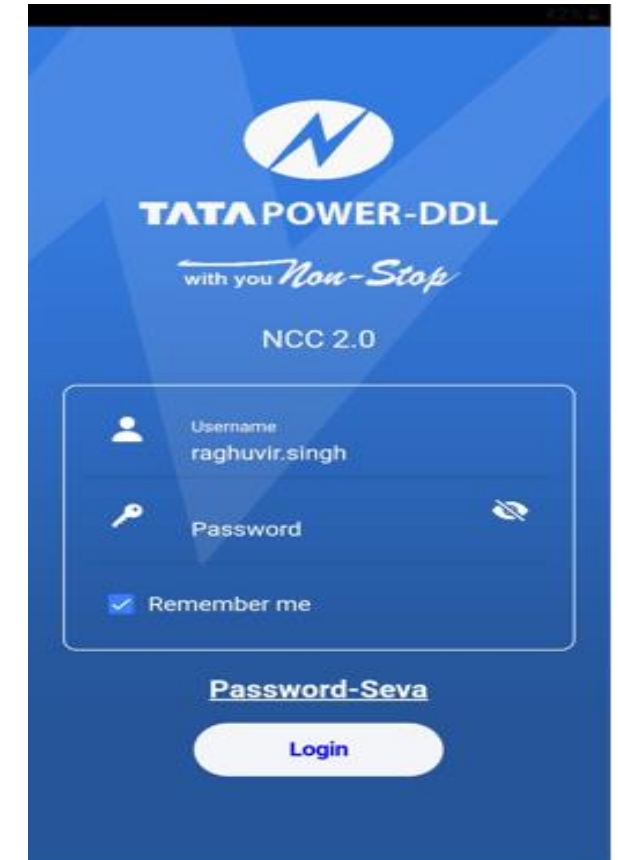 TATA POWER-DDL
with you Non-Stop
NCC 2.0
Username
raghuvir.singh
Password
Remember me
Password-Seva
Login